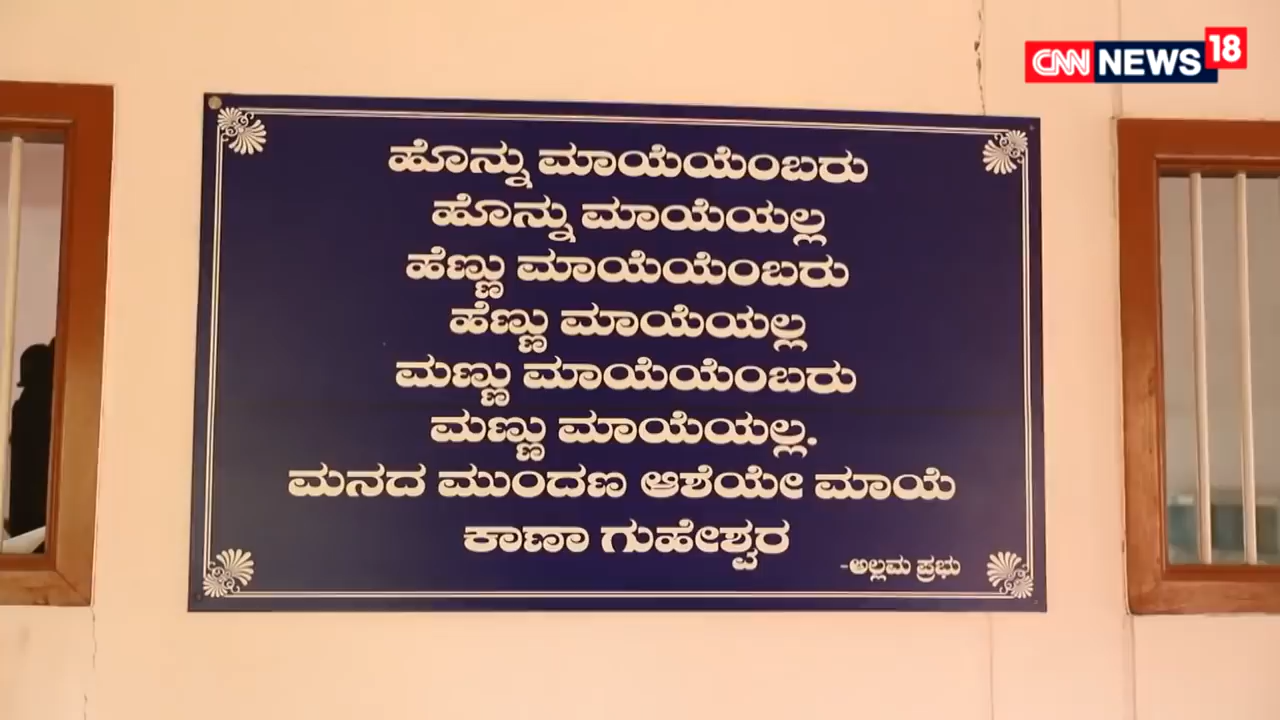 CNN NEWS 18
ಹೊನ್ನು ಮಾಯೆಯೆಂಬರು
ಹೊನ್ನು ಮಾಯೆಯಲ್ಲ
ಹೆಣ್ಣು ಮಾಯೆಯೆಂಬರು
ಹೆಣ್ಣು ಮಾಯೆಯಲ್ಲ
ಮಣ್ಣು ಮಾಯೆಯೆಂಬರು
ಮಣ್ಣು ಮಾಯೆಯಲ್ಲ.
ಮನದ ಮುಂದಣ ಆಶೆಯೇ ಮಾಯೆ
ಕಾಣಾ ಗುಹೇಶ್ವರ
-ಅಲ್ಲಮ ಪ್ರಭು